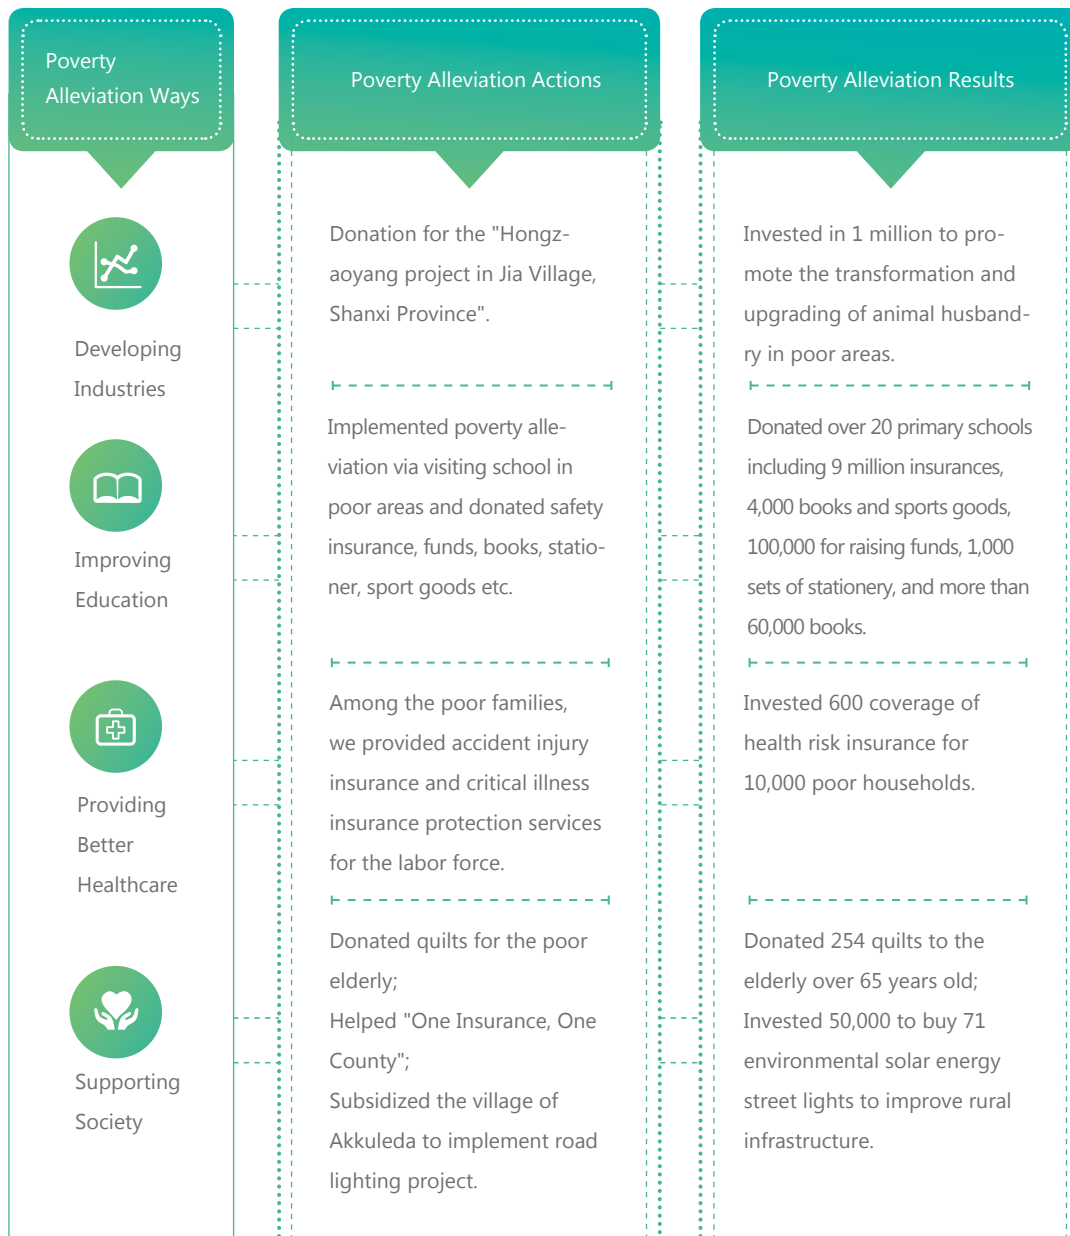 Poverty
Alleviation Ways
Poverty Alleviation Actions
Poverty Alleviation Results
Developing
Industries
Donation for the "Hongz-
aoyang project in Jia Village,
Shanxi Province".
Invested in 1 million to pro-
mote the transformation and
upgrading of animal husband-
ry in poor areas.
Improving
Education
Implemented poverty alle-
viation via visiting school in
poor areas and donated safety
insurance, funds, books, statio-
ner, sport goods etc.
Donated over 20 primary schools
including 9 million insurances,
4,000 books and sports goods,
100,000 for raising funds, 1,000
sets of stationery, and more than
60,000 books.
Providing
Better
Healthcare
Among the poor families,
we provided accident injury
insurance and critical illness
insurance protection services
for the labor force.
Invested 600 coverage of
health risk insurance for
10,000 poor households.
Supporting
Society
Donated quilts for the poor
elderly;
Helped "One Insurance, One
County";
Subsidized the village of
Akkuleda to implement road
lighting project.
Donated 254 quilts to the
elderly over 65 years old;
Invested 50,000 to buy 71
environmental solar energy
street lights to improve rural
infrastructure.